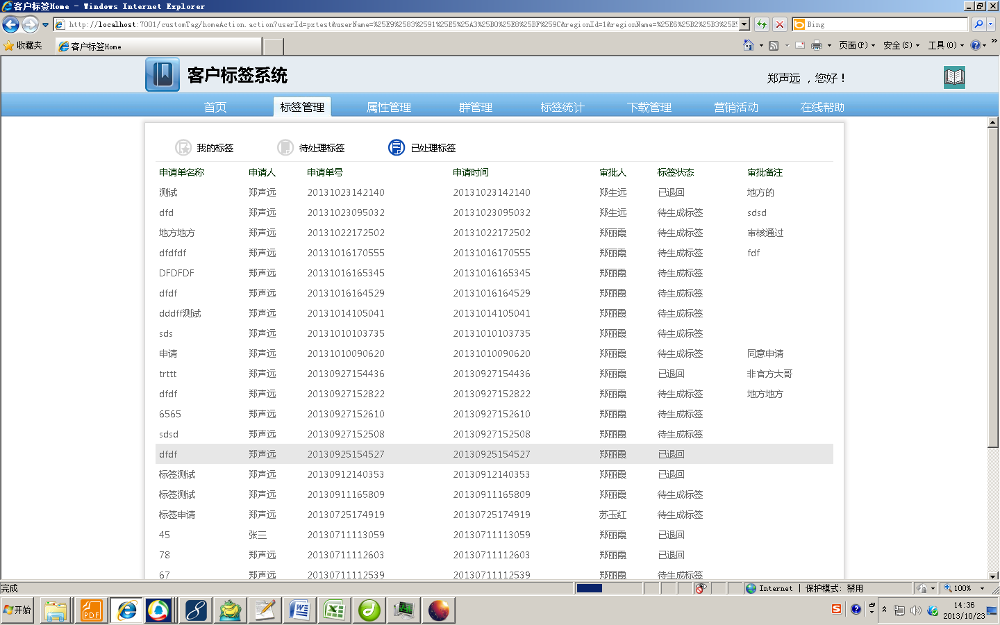 客户标签Home - Windows Internet Explorer
http://localhost:7001/customTag/homeAction.action?userId=pxtest&userName=%25E9%2583%2591%25E5%25A3%25B0%25E8%25BF%259C&regionId=1&regionName=%25E6%25B2%25B3%25E5 Bing
收藏夹 客户标签Home 页面(P) 安全(S) 工具(O)
客户标签系统 郑声远 ，您好！
首页 标签管理 属性管理 群管理 标签统计 下载管理 营销活动 在线帮助
我的标签 待处理标签 已处理标签
申请单名称 申请人 申请单号 申请时间 审批人 标签状态 审批备注
测试 郑声远 20131023142140 20131023142140 郑生远 已退回 地方的
dfd 郑声远 20131023095032 20131023095032 郑生远 待生成标签 sdsd
地方地方 郑声远 20131022172502 20131022172502 郑丽霞 待生成标签 审核通过
dfdfdf 郑声远 20131016170555 20131016170555 郑丽霞 待生成标签 fdf
DFDFDF 郑声远 20131016165345 20131016165345 郑丽霞 待生成标签
dfdf 郑声远 20131016164529 20131016164529 郑丽霞 待生成标签
dddff测试 郑声远 20131014105041 20131014105041 郑丽霞 待生成标签
sds 郑声远 20131010103735 20131010103735 郑丽霞 待生成标签
申请 郑声远 20131010090620 20131010090620 郑丽霞 待生成标签 同意申请
trttt 郑声远 20130927154436 20130927154436 郑丽霞 已退回 非官方大哥
dfdf 郑声远 20130927152822 20130927152822 郑丽霞 待生成标签 地方地方
6565 郑声远 20130927152610 20130927152610 郑丽霞 待生成标签
sdsd 郑声远 20130927152508 20130927152508 郑丽霞 待生成标签
dfdf 郑声远 20130925154527 20130925154527 郑丽霞 已退回
标签测试 郑声远 20130912140353 20130912140353 郑丽霞 已退回
标签测试 郑声远 20130911165809 20130911165809 郑丽霞 待生成标签
标签申请 郑声远 20130725174919 20130725174919 苏玉红 待生成标签
45 张三 20130711113059 20130711113059 郑丽霞 已退回
78 郑声远 20130711112603 20130711112603 郑丽霞 已退回
67 郑声远 20130711112539 20130711112539 郑丽霞 待生成标签
完成 Internet | 保护模式: 禁用 100%
开始 PDF 14:36
2013/10/23